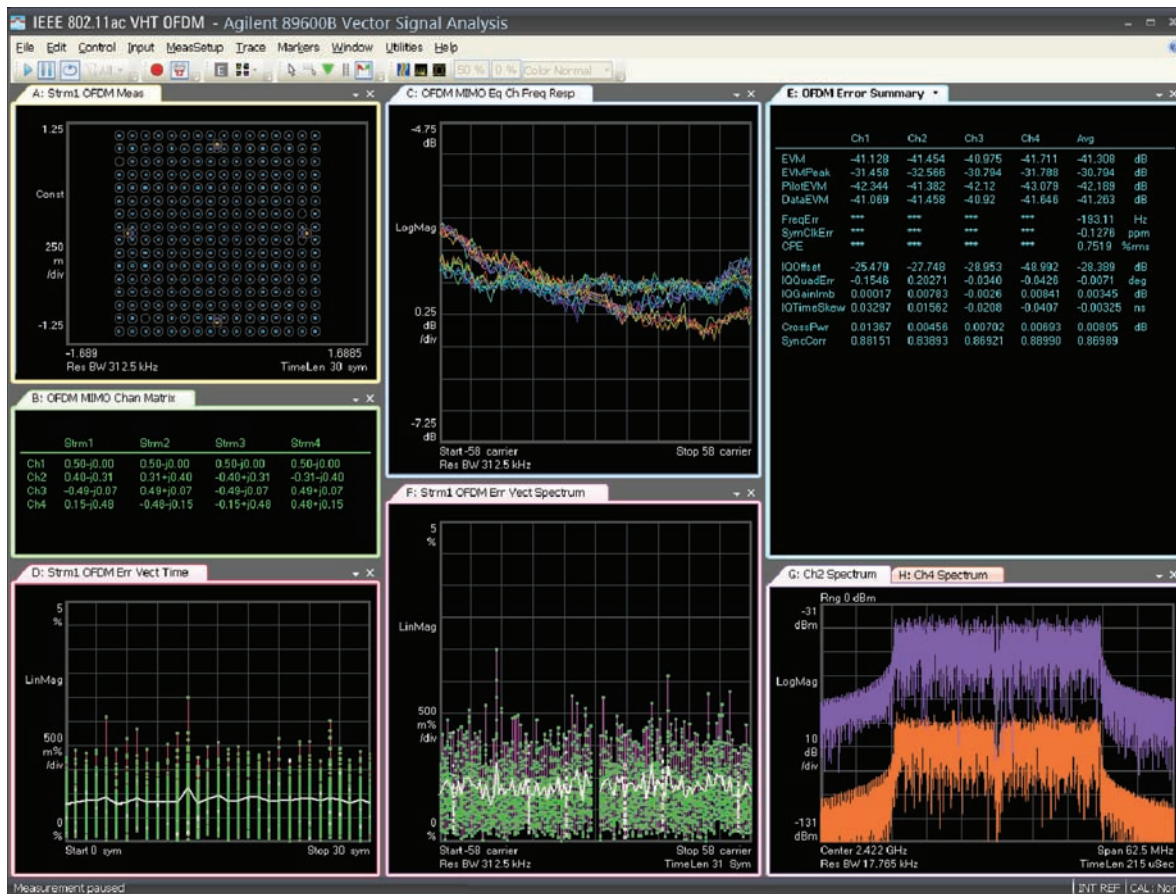 IEEE 802.11ac VHT OFDM - Agilent 89600B Vector Signal Analysis
File Edit Control Input MeasSetup Trace Markers Window Utilities Help
50 % 0 % Color Normal
A: Strm1 OFDM Meas
1.25
Const
250
m
/div
-1.25
-1.689 1.6885
Res BW 312.5 kHz TimeLen 30 sym
B: OFDM MIMO Chan Matrix
Strm1 Strm2 Strm3 Strm4
Ch1 0.50-j0.00 0.50-j0.00 0.50-j0.00 0.50-j0.00
Ch2 0.40-j0.31 0.31+j0.40 -0.40+j0.31 -0.31-j0.40
Ch3 -0.49-j0.07 0.49+j0.07 -0.49-j0.07 0.49+j0.07
Ch4 0.15-j0.48 -0.48-j0.15 -0.15+j0.48 0.48+j0.15
D: Strm1 OFDM Err Vect Time
5
%
LinMag
500
m%
/div
0
%
Start 0 sym Stop 30 sym
C: OFDM MIMO Eq Ch Freq Resp
-4.75
dB
LogMag
0.25
dB
/div
-7.25
dB
Start -58 carrier Stop 58 carrier
Res BW 312.5 kHz
F: Strm1 OFDM Err Vect Spectrum
5
%
LinMag
500
m%
/div
0
%
Start -58 carrier Stop 58 carrier
Res BW 312.5 kHz TimeLen 31 Sym
E: OFDM Error Summary
Ch1 Ch2 Ch3 Ch4 Avg
EVM -41.128 -41.454 -40.975 -41.711 -41.308 dB
EVMPeak -31.458 -32.566 -30.794 -31.788 -30.794 dB
PilotEVM -42.344 -41.382 -42.12 -43.079 -42.189 dB
DataEVM -41.069 -41.458 -40.92 -41.646 -41.263 dB
FreqErr *** *** *** *** -193.11 Hz
SymClkErr *** *** *** *** -0.1276 ppm
CPE *** *** *** *** 0.7519 %rms
IQOffset -25.479 -27.748 -28.953 -48.992 -28.389 dB
IQQuadErr -0.1546 0.20271 -0.0340 -0.0426 -0.0071 deg
IQGainImb 0.00017 0.00783 -0.0026 0.00841 0.00345 dB
IQTimeSkew 0.03297 0.01562 -0.0208 -0.0407 -0.00325 ns
CrossPwr 0.01367 0.00456 0.00702 0.00693 0.00805 dB
SyncCorr 0.88151 0.83893 0.86921 0.88990 0.86989
G: Ch2 Spectrum H: Ch4 Spectrum
Rng 0 dBm
-31
dBm
LogMag
10
dB
/div
-131
dBm
Center 2.422 GHz Span 62.5 MHz
Res BW 17.765 kHz TimeLen 215 uSec
Measurement paused INT REF